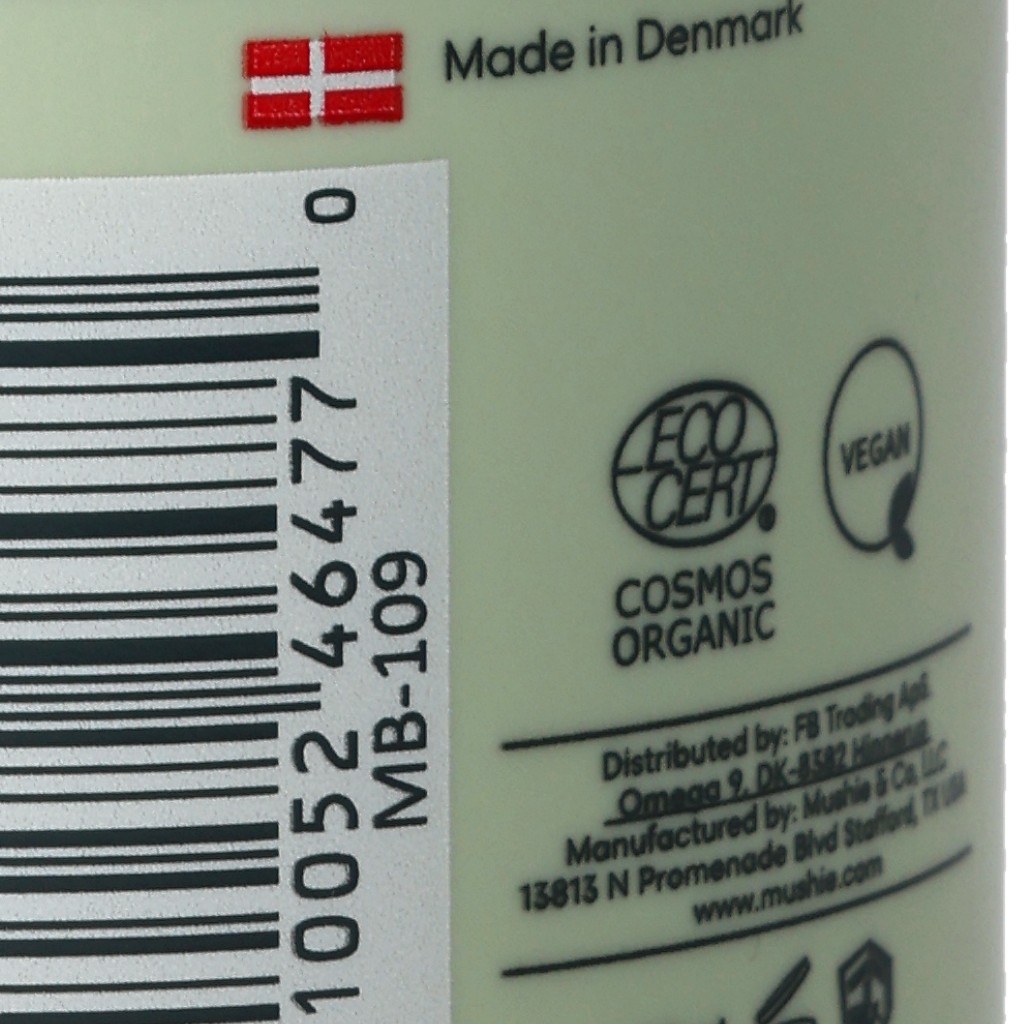 Made in Denmark
0
10052 46477
MB-109
ECO
CERT.
COSMOS
ORGANIC
VEGAN
Distributed by: FB Trading ApS.
Omega 9, DK-8382 Hinnerup
Manufactured by: Mushie & Co, LLC
13813 N Promenade Blvd Stafford, TX USA
www.mushie.com